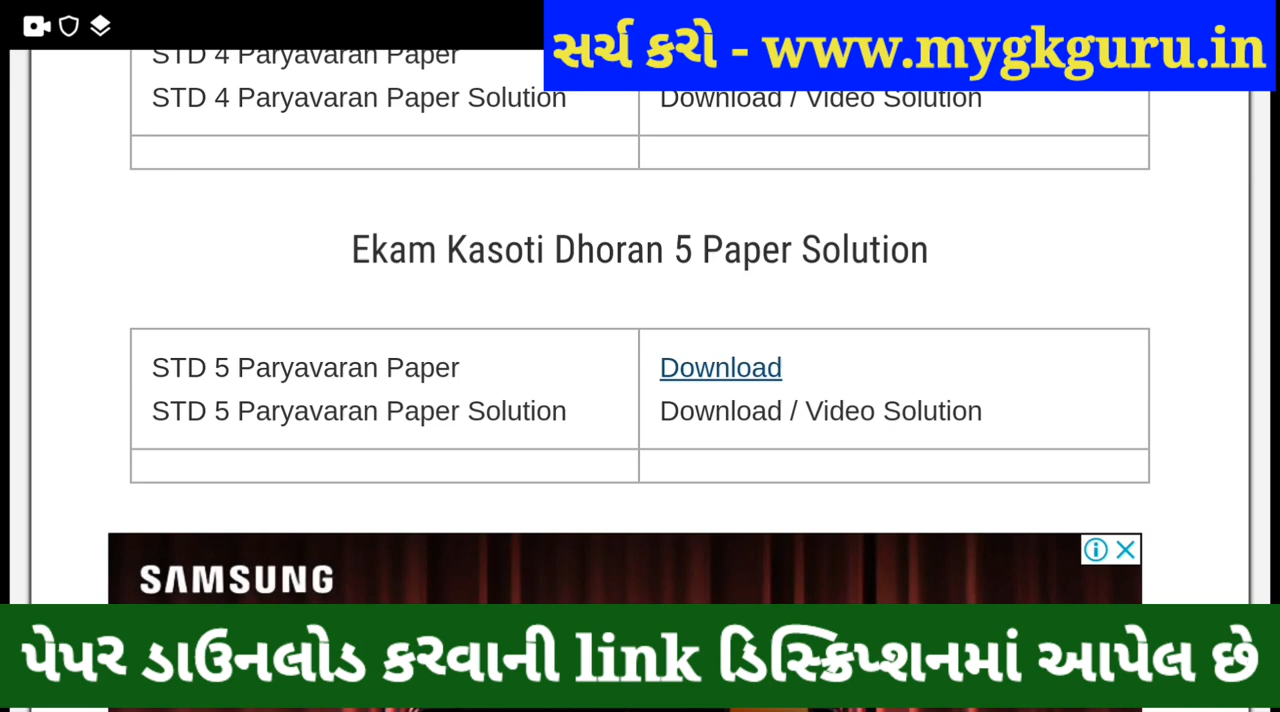 સર્ચ કરો - www.mygkguru.in
STD 4 Paryavaran Paper
STD 4 Paryavaran Paper Solution
Download / Video Solution
Ekam Kasoti Dhoran 5 Paper Solution
STD 5 Paryavaran Paper
Download
STD 5 Paryavaran Paper Solution
Download / Video Solution
SAMSUNG
પેપર ડાઉનલોડ કરવાની link ડિસ્ક્રિપ્શનમાં આપેલ છે